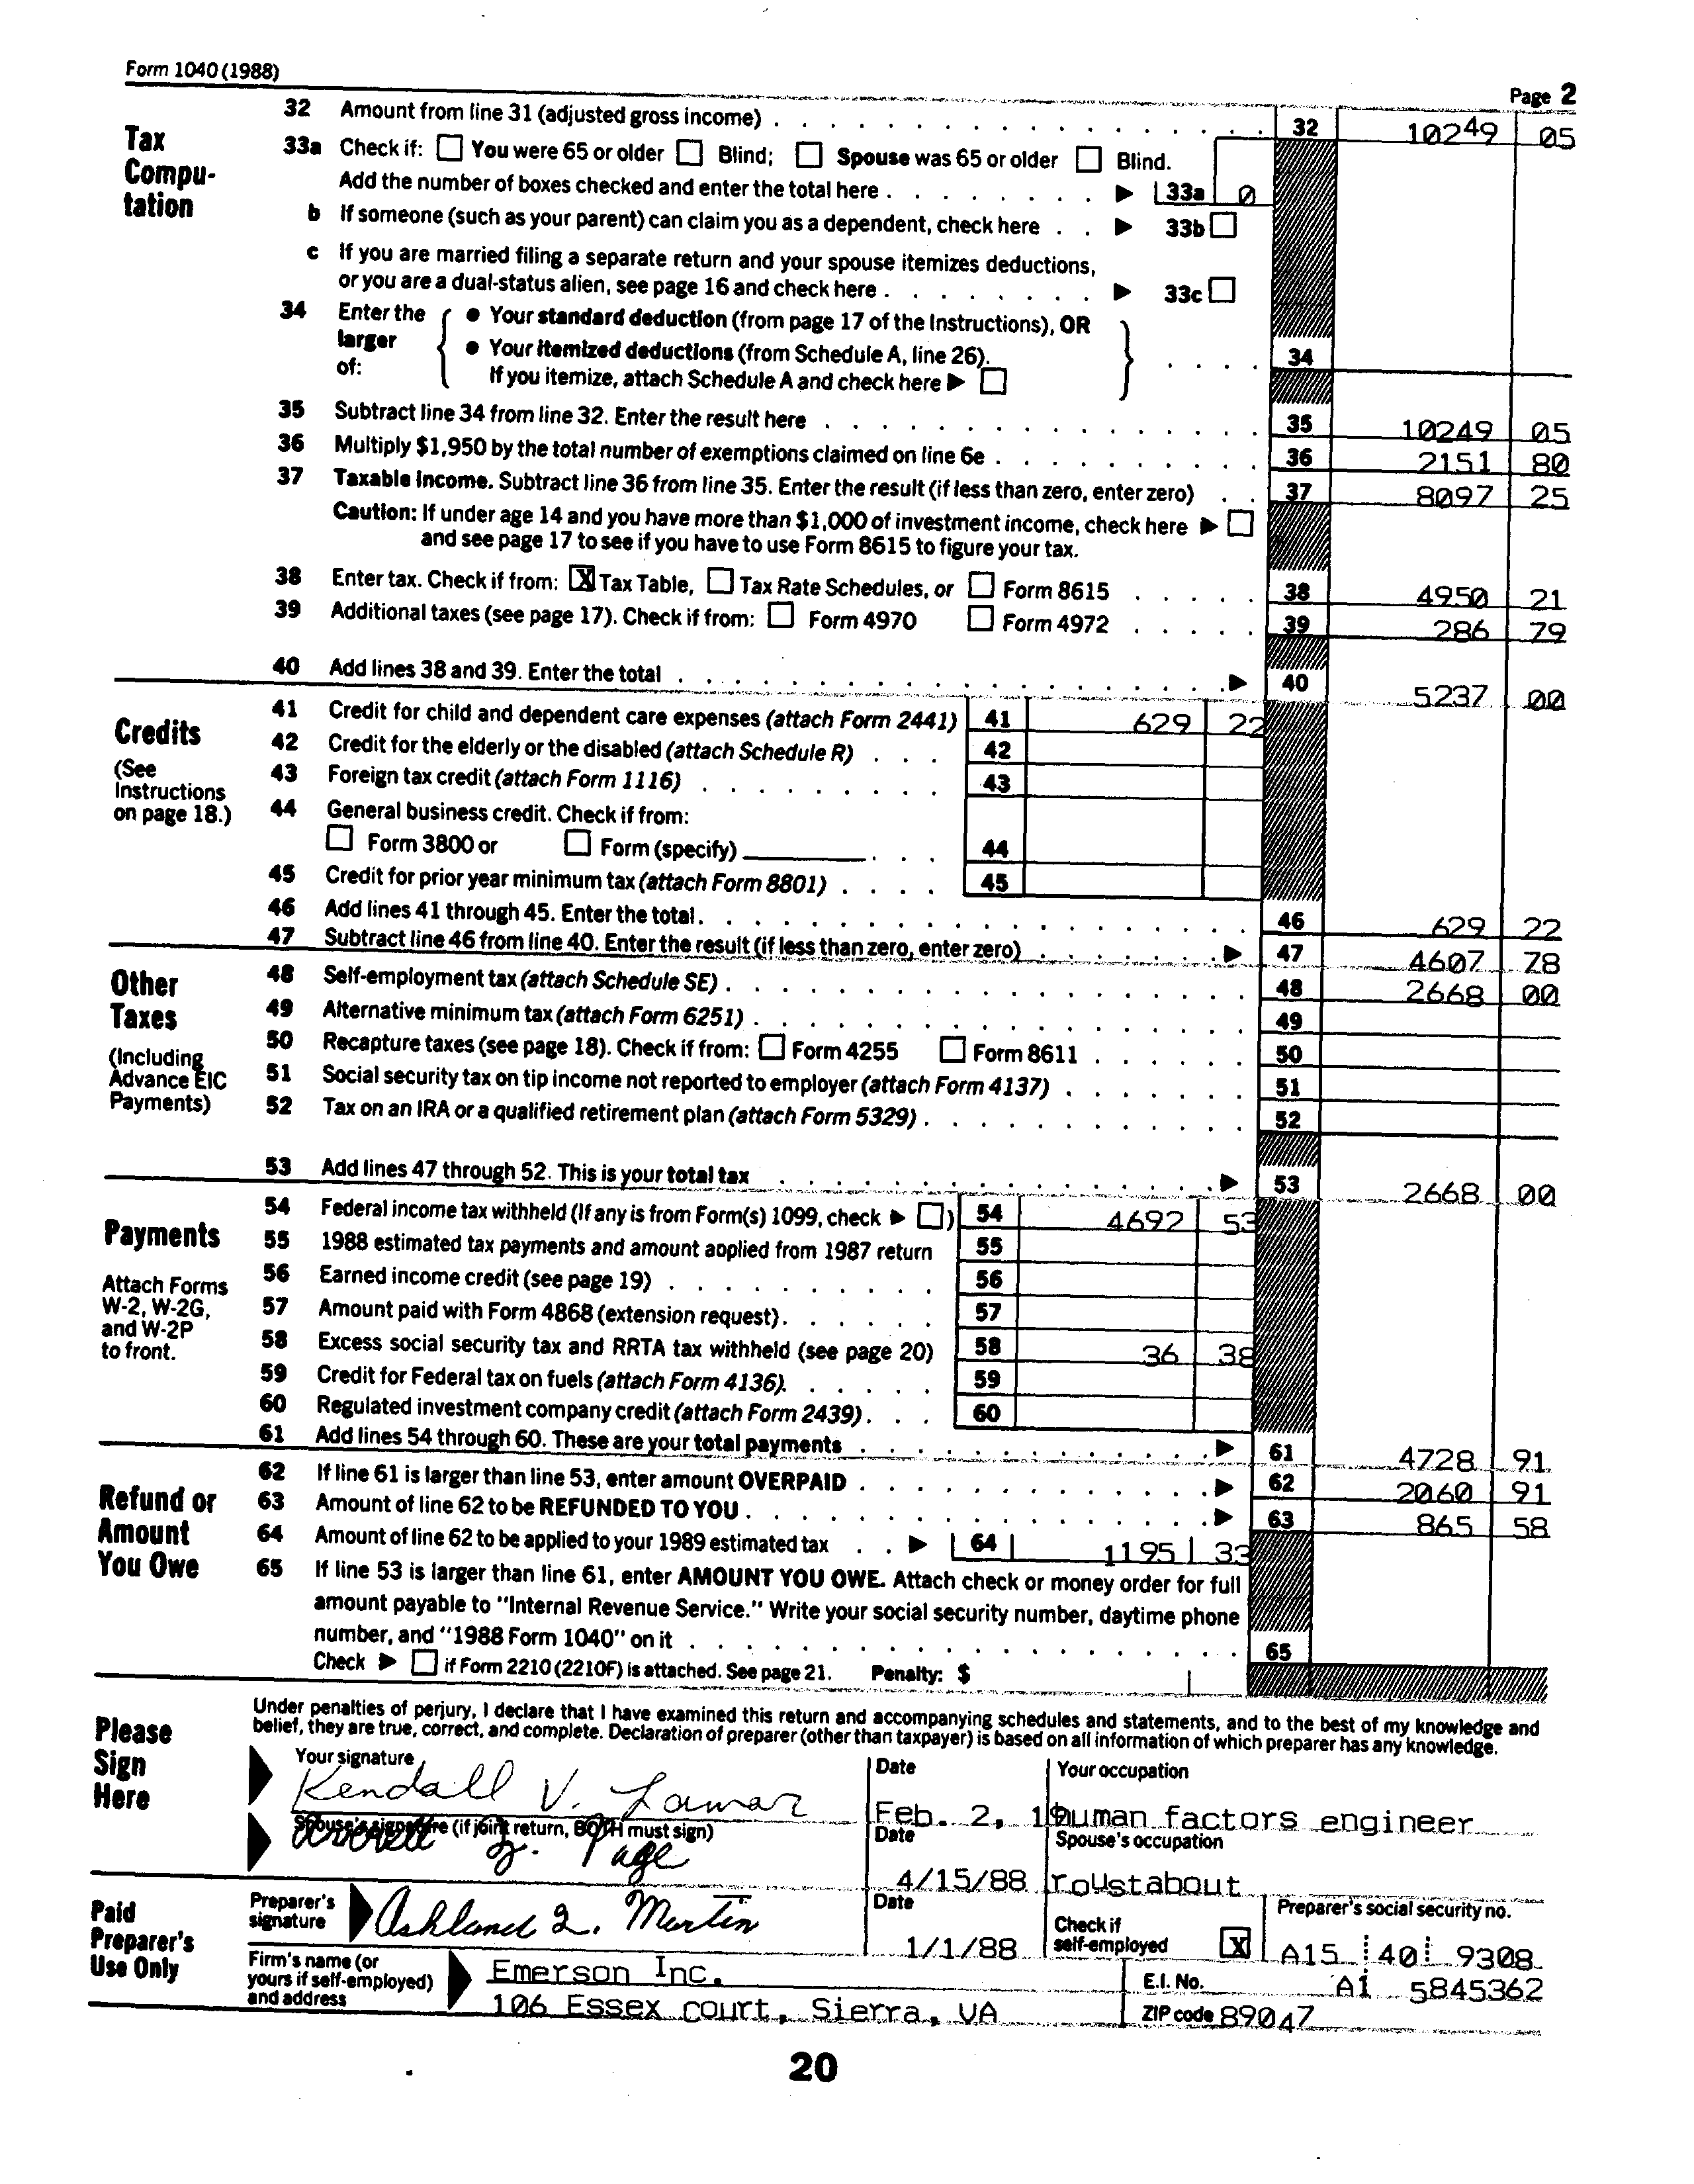 Form 1040 (1988)
Page 2
Tax Compu-tation
32 Amount from line 31 (adjusted gross income) 32 10249 05
33a Check if: You were 65 or older Blind; Spouse was 65 or older Blind.
Add the number of boxes checked and enter the total here 33a 0
b If someone (such as your parent) can claim you as a dependent, check here 33b
c If you are married filing a separate return and your spouse itemizes deductions,
or you are a dual-status alien, see page 16 and check here 33c
34 Enter the larger of: { • Your standard deduction (from page 17 of the Instructions), OR
• Your itemized deductions (from Schedule A, line 26).
If you itemize, attach Schedule A and check here } 34
35 Subtract line 34 from line 32. Enter the result here 35 10249 05
36 Multiply $1,950 by the total number of exemptions claimed on line 6e 36 2151 80
37 Taxable income. Subtract line 36 from line 35. Enter the result (if less than zero, enter zero) 37 8097 25
Caution: If under age 14 and you have more than $1,000 of investment income, check here
and see page 17 to see if you have to use Form 8615 to figure your tax.
38 Enter tax. Check if from: X Tax Table, Tax Rate Schedules, or Form 8615 38 4950 21
39 Additional taxes (see page 17). Check if from: Form 4970 Form 4972 39 286 79
40 Add lines 38 and 39. Enter the total 40 5237 00
Credits
(See Instructions on page 18.)
41 Credit for child and dependent care expenses (attach Form 2441) 41 629 22
42 Credit for the elderly or the disabled (attach Schedule R) 42
43 Foreign tax credit (attach Form 1116) 43
44 General business credit. Check if from:
Form 3800 or Form (specify) 44
45 Credit for prior year minimum tax (attach Form 8801) 45
46 Add lines 41 through 45. Enter the total 46 629 22
47 Subtract line 46 from line 40. Enter the result (if less than zero, enter zero) 47 4607 78
Other Taxes
(Including Advance EIC Payments)
48 Self-employment tax (attach Schedule SE) 48 2668 00
49 Alternative minimum tax (attach Form 6251) 49
50 Recapture taxes (see page 18). Check if from: Form 4255 Form 8611 50
51 Social security tax on tip income not reported to employer (attach Form 4137) 51
52 Tax on an IRA or a qualified retirement plan (attach Form 5329) 52
53 Add lines 47 through 52. This is your total tax 53 2668 00
Payments
Attach Forms W-2, W-2G, and W-2P to front.
54 Federal income tax withheld (If any is from Form(s) 1099, check ) 54 4692 53
55 1988 estimated tax payments and amount applied from 1987 return 55
56 Earned income credit (see page 19) 56
57 Amount paid with Form 4868 (extension request) 57
58 Excess social security tax and RRTA tax withheld (see page 20) 58 36 38
59 Credit for Federal tax on fuels (attach Form 4136) 59
60 Regulated investment company credit (attach Form 2439) 60
61 Add lines 54 through 60. These are your total payments 61 4728 91
Refund or Amount You Owe
62 If line 61 is larger than line 53, enter amount OVERPAID 62 2060 91
63 Amount of line 62 to be REFUNDED TO YOU 63 865 58
64 Amount of line 62 to be applied to your 1989 estimated tax 64 1195 33
65 If line 53 is larger than line 61, enter AMOUNT YOU OWE. Attach check or money order for full
amount payable to "Internal Revenue Service." Write your social security number, daytime phone
number, and "1988 Form 1040" on it 65
Check if Form 2210 (2210F) is attached. See page 21. Penalty: $
Please Sign Here
Under penalties of perjury, I declare that I have examined this return and accompanying schedules and statements, and to the best of my knowledge and
belief, they are true, correct, and complete. Declaration of preparer (other than taxpayer) is based on all information of which preparer has any knowledge.
Your signature Date Your occupation
Kendall V. Lamar Feb. 2, 19 human factors engineer
Spouse's signature (if joint return, BOTH must sign) Date Spouse's occupation
Averett J. Page 4/15/88 roustabout
Paid Preparer's Use Only
Preparer's signature Date Check if self-employed Preparer's social security no.
Ashland L. Martin 1/1/88 X A15 40 9308
Firm's name (or yours if self-employed) and address
Emerson Inc. E.I. No. A1 5845362
106 Essex court, Sierra, VA ZIP code 89047
20